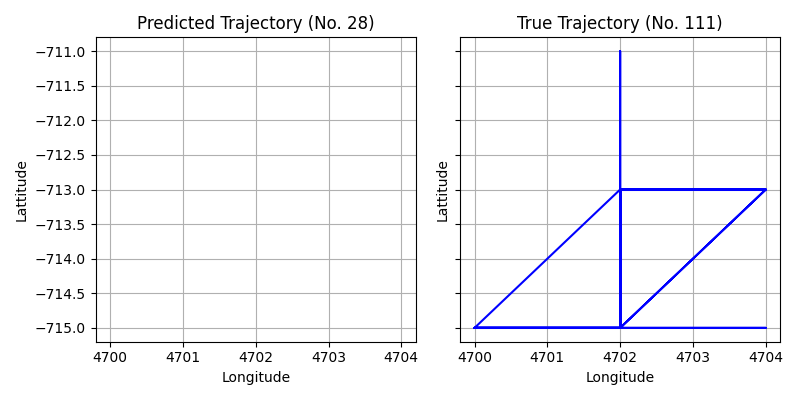 Predicted Trajectory (No. 28)
True Trajectory (No. 111)
Lattitude
−711.0
−711.5
−712.0
−712.5
−713.0
−713.5
−714.0
−714.5
−715.0
4700 4701 4702 4703 4704
Longitude
Lattitude
4700 4701 4702 4703 4704
Longitude